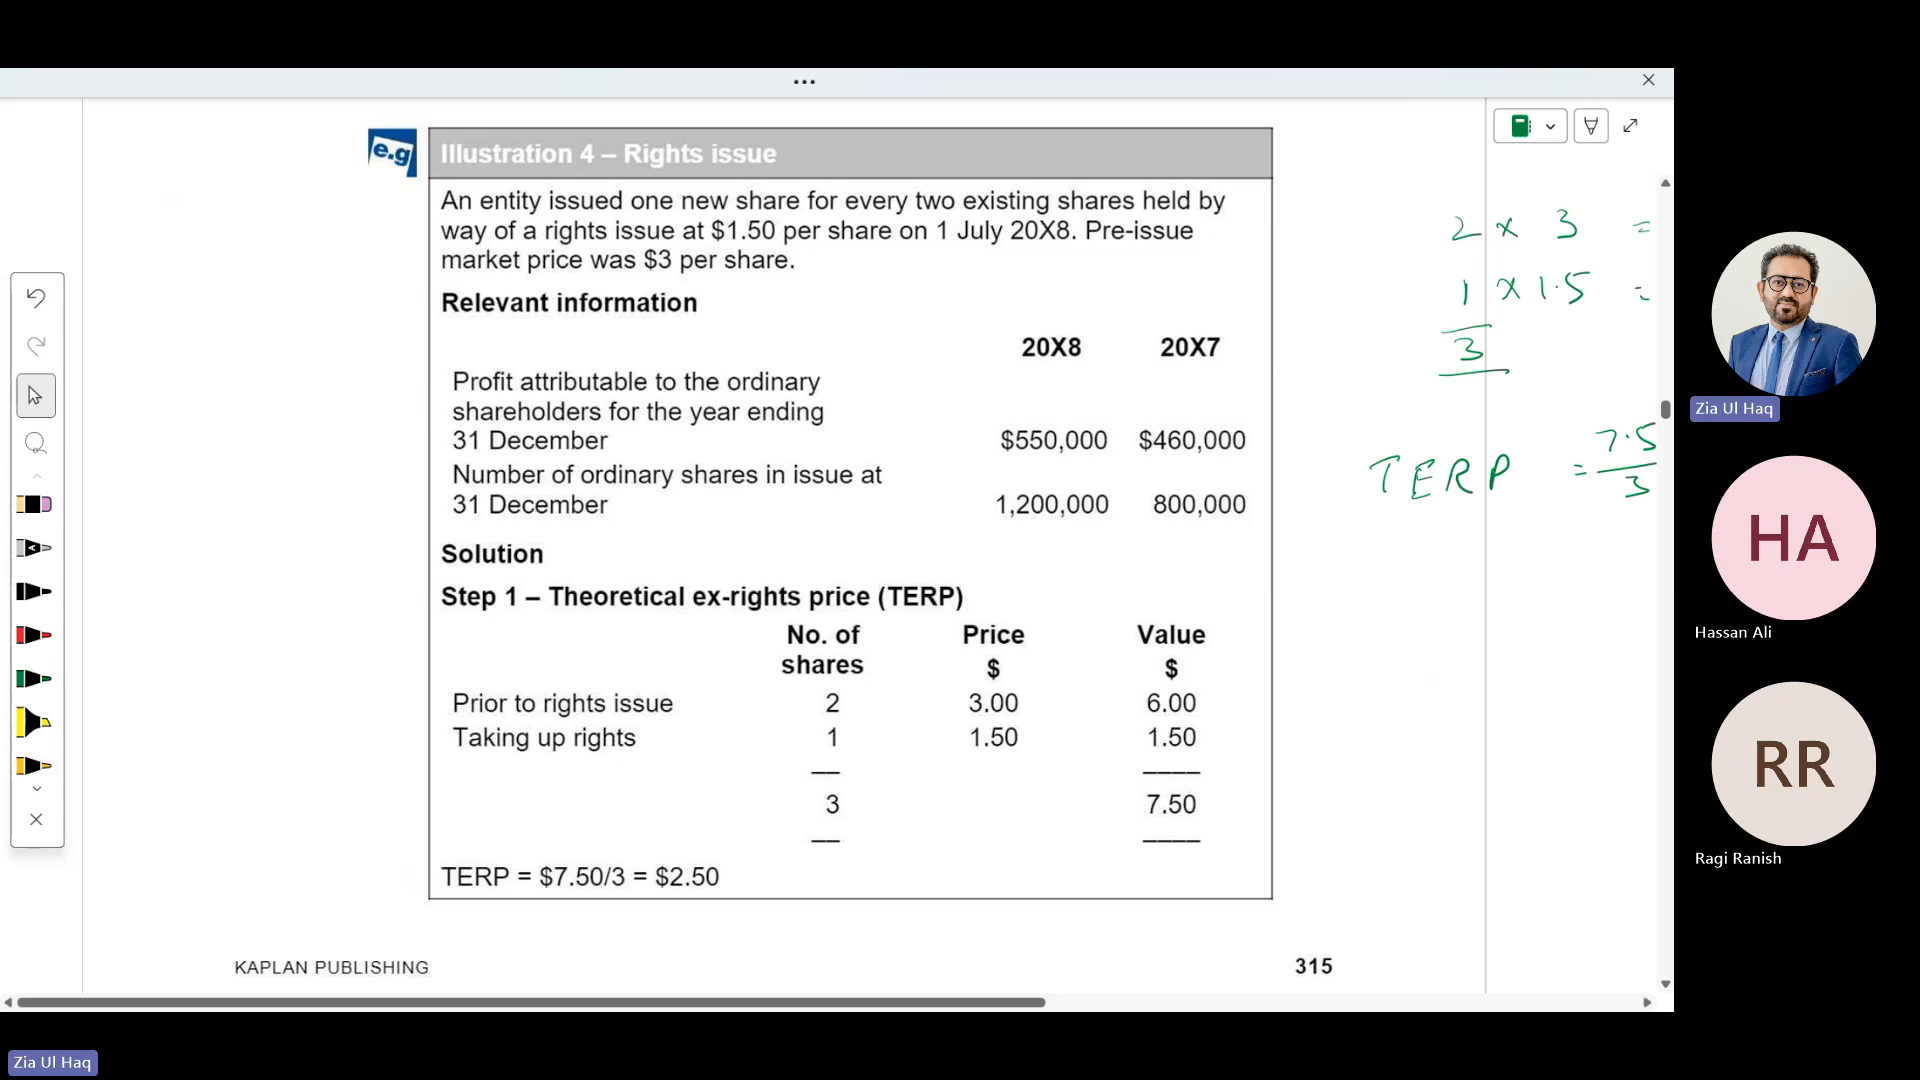 •••
e.g
Illustration 4 – Rights issue
An entity issued one new share for every two existing shares held by
way of a rights issue at $1.50 per share on 1 July 20X8. Pre-issue
market price was $3 per share.
Relevant information
20X8 20X7
Profit attributable to the ordinary
shareholders for the year ending
31 December $550,000 $460,000
Number of ordinary shares in issue at
31 December 1,200,000 800,000
Solution
Step 1 – Theoretical ex-rights price (TERP)
No. of Price Value
shares $ $
Prior to rights issue 2 3.00 6.00
Taking up rights 1 1.50 1.50
3 7.50
TERP = $7.50/3 = $2.50
KAPLAN PUBLISHING 315
2 x 3 =
1 x 1.5 =
3
TERP = 7.5
3
Zia Ul Haq
HA
Hassan Ali
RR
Ragi Ranish
Zia Ul Haq